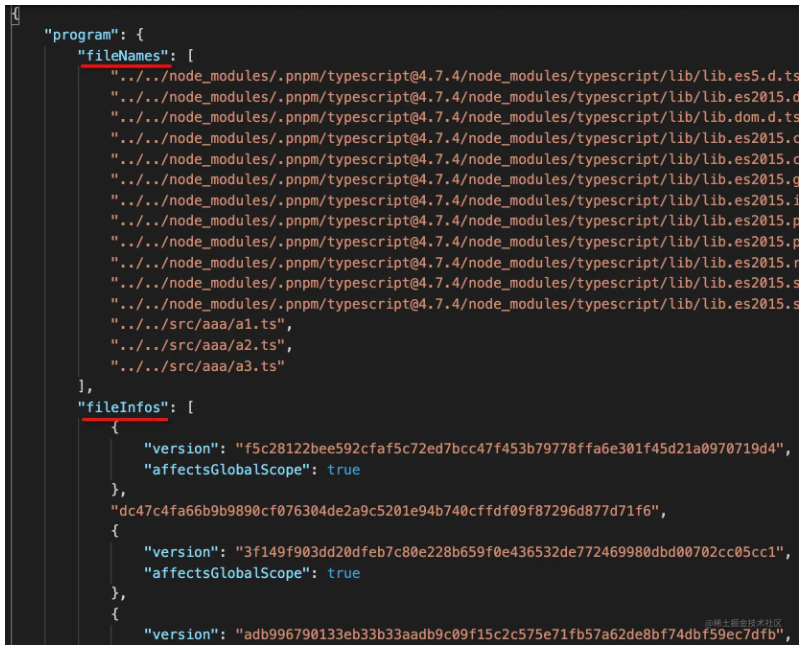 {
"program": {
"fileNames": [
"../../node_modules/.pnpm/typescript@4.7.4/node_modules/typescript/lib/lib.es5.d.ts
"../../node_modules/.pnpm/typescript@4.7.4/node_modules/typescript/lib/lib.es2015.d
"../../node_modules/.pnpm/typescript@4.7.4/node_modules/typescript/lib/lib.dom.d.ts
"../../node_modules/.pnpm/typescript@4.7.4/node_modules/typescript/lib/lib.es2015.c
"../../node_modules/.pnpm/typescript@4.7.4/node_modules/typescript/lib/lib.es2015.c
"../../node_modules/.pnpm/typescript@4.7.4/node_modules/typescript/lib/lib.es2015.g
"../../node_modules/.pnpm/typescript@4.7.4/node_modules/typescript/lib/lib.es2015.i
"../../node_modules/.pnpm/typescript@4.7.4/node_modules/typescript/lib/lib.es2015.p
"../../node_modules/.pnpm/typescript@4.7.4/node_modules/typescript/lib/lib.es2015.p
"../../node_modules/.pnpm/typescript@4.7.4/node_modules/typescript/lib/lib.es2015.r
"../../node_modules/.pnpm/typescript@4.7.4/node_modules/typescript/lib/lib.es2015.s
"../../node_modules/.pnpm/typescript@4.7.4/node_modules/typescript/lib/lib.es2015.s
"../../src/aaa/a1.ts",
"../../src/aaa/a2.ts",
"../../src/aaa/a3.ts"
],
"fileInfos": [
{
"version": "f5c28122bee592cfaf5c72ed7bcc47f453b79778ffa6e301f45d21a0970719d4",
"affectsGlobalScope": true
},
"dc47c4fa66b9b9890cf076304de2a9c5201e94b740cffdf09f87296d877d71f6",
{
"version": "3f149f903dd20dfeb7c80e228b659f0e436532de772469980dbd00702cc05cc1",
"affectsGlobalScope": true
},
{
"version": "adb996790133eb33b33aadb9c09f15c2c575e71fb57a62de8bf74dbf59ec7dfb",
@稀土掘金技术社区